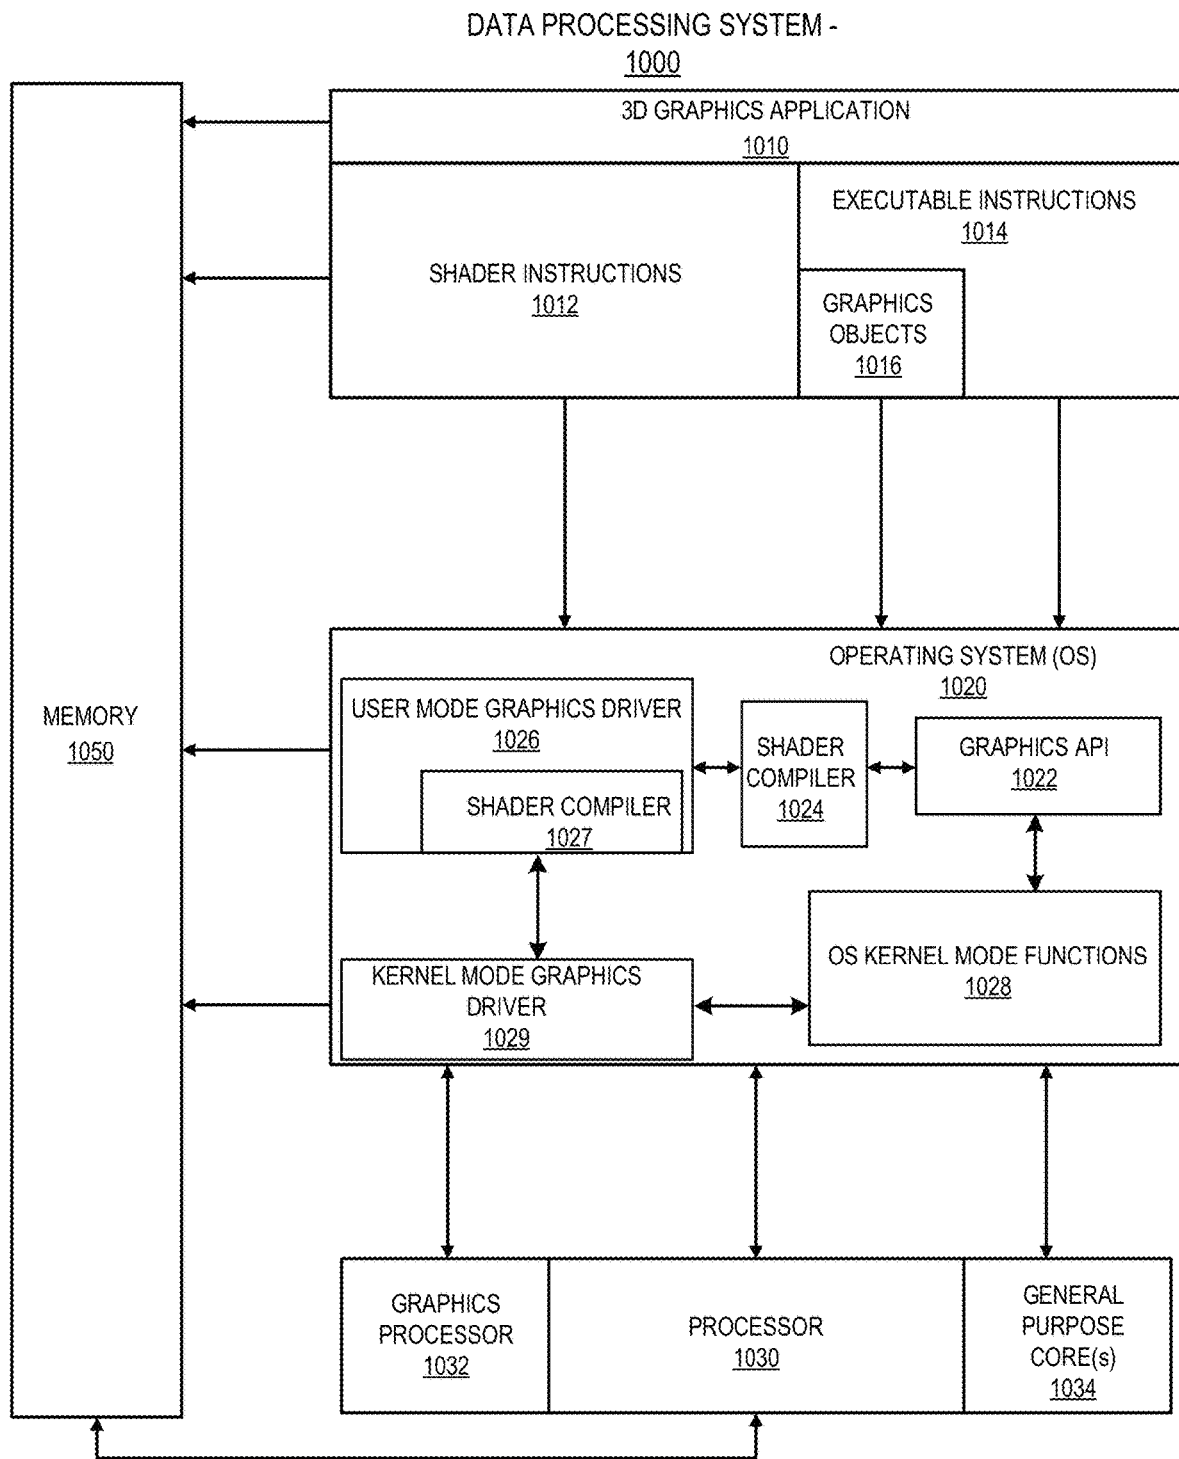 DATA PROCESSING SYSTEM -
1000
3D GRAPHICS APPLICATION
1010
EXECUTABLE INSTRUCTIONS
1014
SHADER INSTRUCTIONS
1012
GRAPHICS
OBJECTS
1016
MEMORY
1050
OPERATING SYSTEM (OS)
1020
USER MODE GRAPHICS DRIVER
1026
SHADER COMPILER
1027
SHADER
COMPILER
1024
GRAPHICS API
1022
OS KERNEL MODE FUNCTIONS
1028
KERNEL MODE GRAPHICS
DRIVER
1029
GRAPHICS
PROCESSOR
1032
PROCESSOR
1030
GENERAL
PURPOSE
CORE(s)
1034